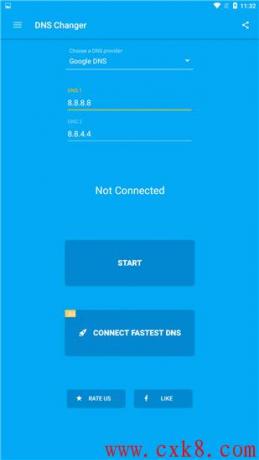 11:32
DNS Changer
Choose a DNS provider
Google DNS
DNS 1
8.8.8.8
DNS 2
8.8.4.4
Not Connected
START
CONNECT FASTEST DNS
RATE US
LIKE
www.cxk8.com